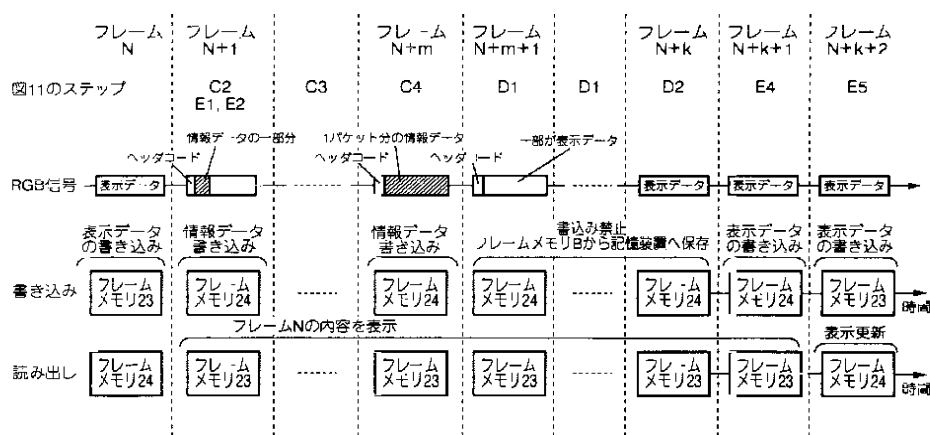 フレーム フレーム フレーム フレーム フレーム フレーム フレーム
N N+1 N+m N+m+1 N+k N+k+1 N+k+2
図11のステップ C2 C3 C4 D1 D1 D2 E4 E5
E1, E2
情報データの一部分 1パケット分の情報データ 一部が表示データ
ヘッダコード ヘッダコード ヘッダコード
RGB信号 表示データ 表示データ 表示データ 表示データ
表示データ 情報データ 情報データ 書込み禁止 表示データ 表示データ
の書き込み 書き込み 書き込み フレームメモリBから記憶装置へ保存 の書き込み の書き込み
書き込み フレーム フレーム フレーム フレーム フレーム フレーム フレーム
メモリ23 メモリ24 メモリ24 メモリ24 メモリ24 メモリ24 メモリ23
時間
フレームNの内容を表示 表示更新
読み出し フレーム フレーム フレーム フレーム フレーム フレーム フレーム
メモリ24 メモリ23 メモリ23 メモリ23 メモリ23 メモリ23 メモリ24
時間